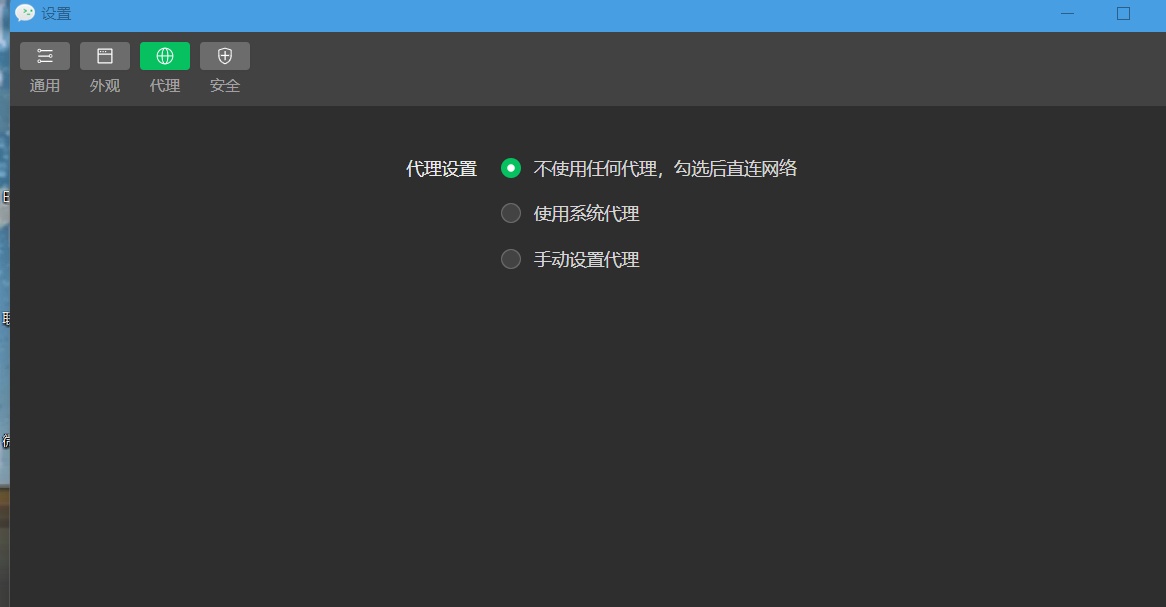 设置
通用 外观 代理 安全
代理设置 不使用任何代理，勾选后直连网络
使用系统代理
手动设置代理